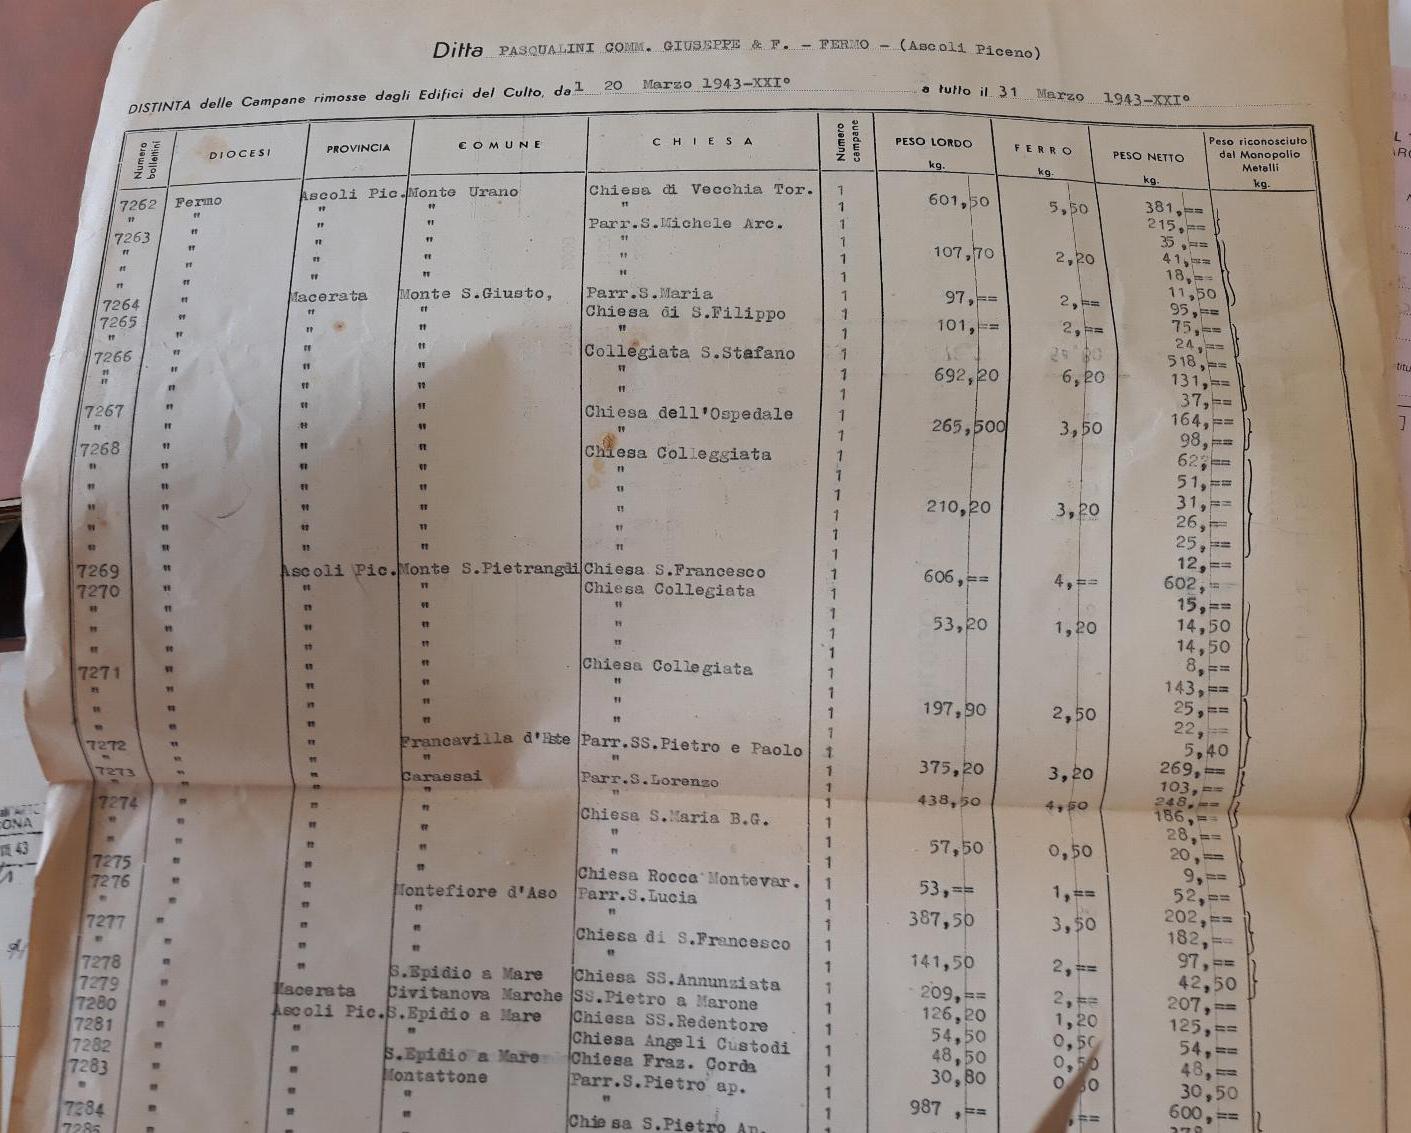 Ditta PASQUALINI COMM. GIUSEPPE & F. - FERMO - (Ascoli Piceno)
DISTINTA delle Campane rimosse dagli Edifici del Culto, dal 20 Marzo 1943-XXI° a tutto il 31 Marzo 1943-XXI°
Numero bollettini DIOCESI PROVINCIA COMUNE CHIESA Numero campane PESO LORDO kg. FERRO kg. PESO NETTO kg. Peso riconosciuto dal Monopolio Metalli kg.
7262 Fermo Ascoli Pic. Monte Urano Chiesa di Vecchia Tor. 1 601,50 5,50 381,==
" " " " " 1 215,==
7263 " " " Parr.S.Michele Arc. 1 35,==
" " " " " 1 107,70 2,20 41,==
" " " " " 1 18,==
" " " " " 1 11,50
7264 " Macerata Monte S.Giusto, Parr.S.Maria 1 97,== 2,== 95,==
7265 " " " Chiesa di S.Filippo 1 101,== 2,== 75,==
" " " " 1 24,==
7266 " " " Collegiata S.Stefano 1 518,==
" " " " " 1 692,20 6,20 131,==
" " " " " 1 37,==
7267 " " " Chiesa dell'Ospedale 1 265,500 3,50 164,==
" " " " " 1 98,==
7268 " " " Chiesa Colleggiata 1 62,==
" " " " " 1 51,==
" " " " " 1 210,20 3,20 31,==
" " " " " 1 26,==
" " " " " 1 25,==
" " " " " 1 12,==
7269 " Ascoli Pic. Monte S.Pietrangdi Chiesa S.Francesco 1 606,== 4,== 602,==
7270 " " " Chiesa Collegiata 1 15,==
" " " " " 1 53,20 1,20 14,50
" " " " " 1 14,50
" " " " " 1 8,==
7271 " " " Chiesa Collegiata 1 143,==
" " " " " 1 197,90 2,50 25,==
" " " " " 1 22,==
" " " " " 1 5,40
7272 " " Francavilla d'Ete Parr.SS.Pietro e Paolo 1 375,20 3,20 269,==
" " " " 1 103,==
7273 " " Carassai Parr.S.Lorenzo 1 438,50 4,50 248,==
" " " " 1 186,==
7274 " " " Chiesa S.Maria B.G. 1 28,==
" " " " " 1 57,50 0,50 20,==
" " " " " 1 9,==
7275 " " " Chiesa Rocca Montevar. 1 53,== 1,== 52,==
7276 " " Montefiore d'Aso Parr.S.Lucia 1 387,50 3,50 202,==
" " " " " 1 182,==
7277 " " " Chiesa di S.Francesco 1 141,50 2,== 97,==
" " " " " 1 42,50
7278 " " S.Epidio a Mare Chiesa SS.Annunziata 1 209,== 2,== 207,==
7279 " Macerata Civitanova Marche SS.Pietro a Marone 1 126,20 1,20 125,==
7280 " Ascoli Pic. S.Epidio a Mare Chiesa SS.Redentore 1 54,50 0,50 54,==
7281 " " " Chiesa Angeli Custodi 1 48,50 0,50 48,==
7282 " " S.Epidio a Mare Chiesa Fraz. Corda 1 30,80 30,50
7283 " " Montattone Parr.S.Pietro ap. 1 987,== ,== 600,==
" " " " "
7284 " " " Chiesa S.Pietro Ap. 1
ONA
43